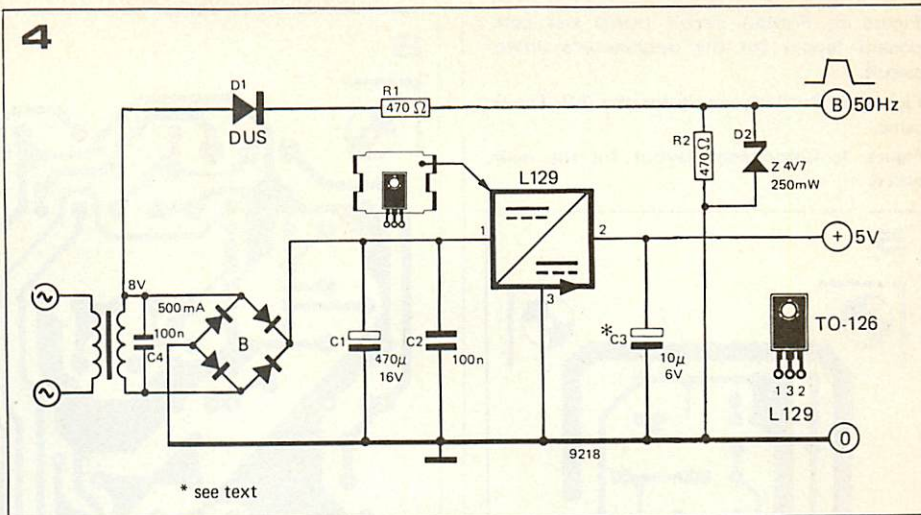 4
D1
DUS
R1
470 Ω
B 50Hz
R2
470Ω
D2
Z 4V7
250mW
L129
1
2
3
+ 5V
8V
500mA
100n
C4
B
C1
470µ
16V
C2
100n
*
C3
10µ
6V
TO-126
1 3 2
L129
0
9218
* see text